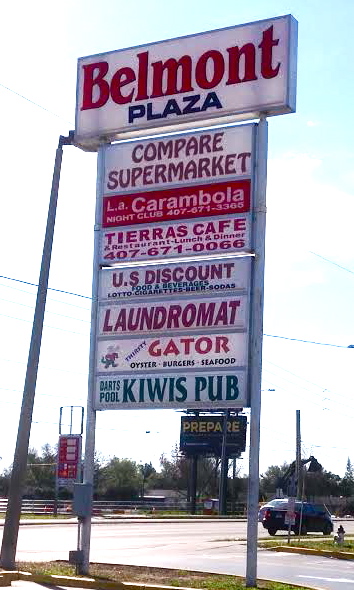 Belmont
PLAZA
COMPARE
SUPERMARKET
L.a. Carambola
NIGHT CLUB 407-671-3365
TIERRAS CAFE
& Restaurant-Lunch & Dinner
407-671-0066
U.S DISCOUNT
FOOD & BEVERAGES
LOTTO-CIGARETTES-BEER-SODAS
LAUNDROMAT
THIRSTY GATOR
OYSTER · BURGERS · SEAFOOD
DARTS
POOL KIWIS PUB
PREPARE